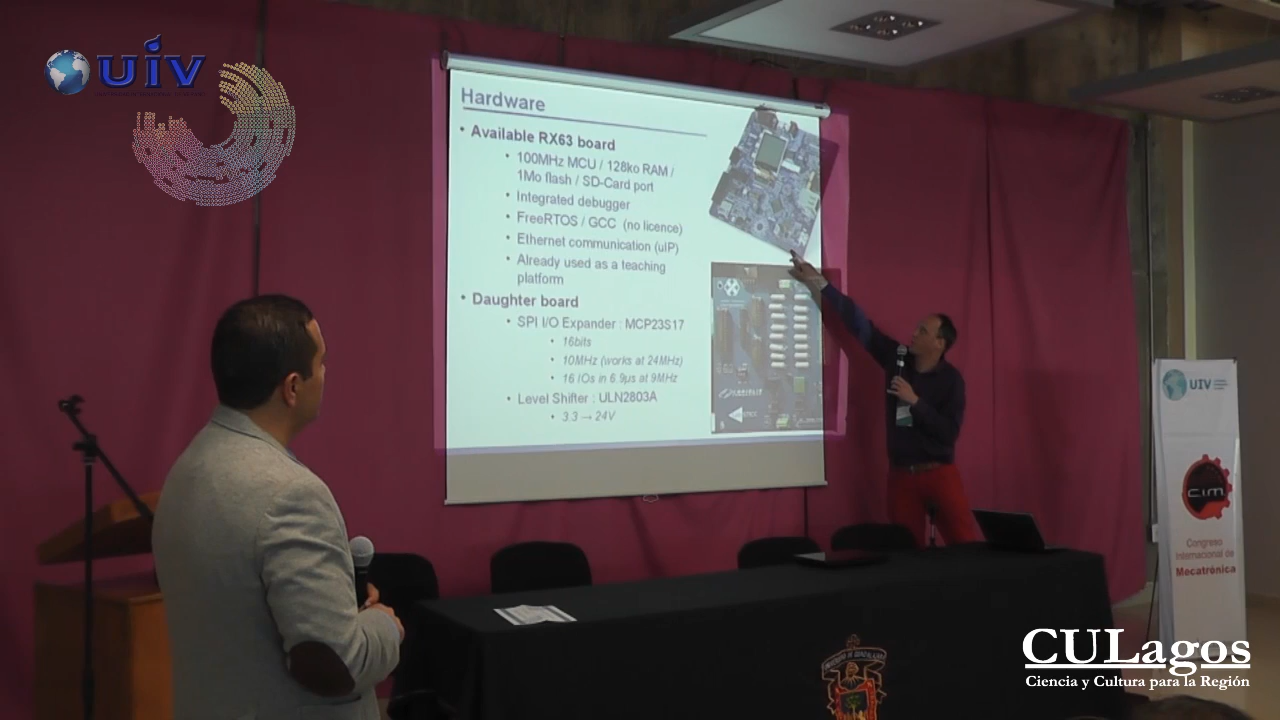 UIV
Hardware
• Available RX63 board
• 100MHz MCU / 128ko RAM /
1Mo flash / SD-Card port
• Integrated debugger
• FreeRTOS / GCC (no licence)
• Ethernet communication (uIP)
• Already used as a teaching
platform
• Daughter board
• SPI I/O Expander : MCP23S17
• 16bits
• 10MHz (works at 24MHz)
• 16 IOs in 6.9µs at 9MHz
• Level Shifter : ULN2803A
• 3.3 → 24V
UIV
C.I.M
Congreso
Internacional de
Mecatrónica
UNIVERSIDAD DE GUADALAJARA
CULagos
Ciencia y Cultura para la Región